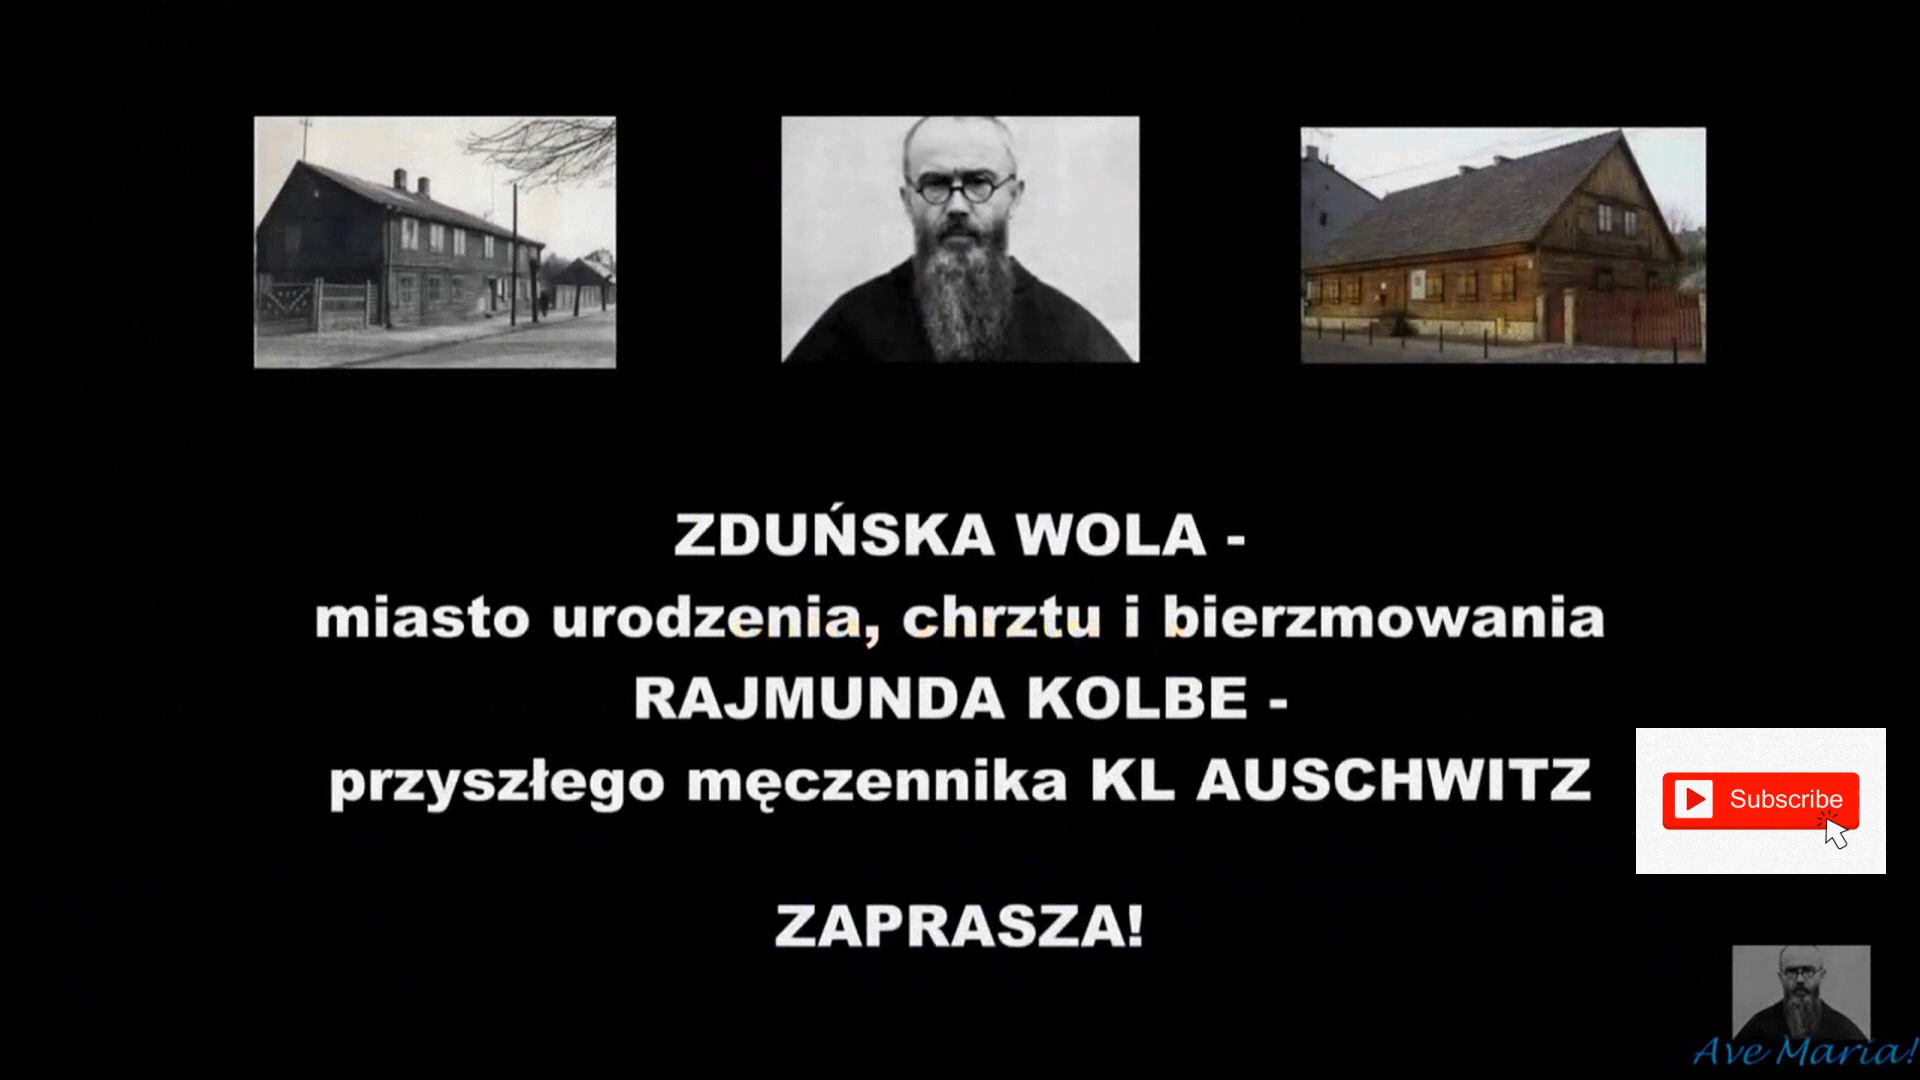 ZDUŃSKA WOLA -
miasto urodzenia, chrztu i bierzmowania
RAJMUNDA KOLBE -
przyszłego męczennika KL AUSCHWITZ
Subscribe
ZAPRASZA!
Ave Maria!